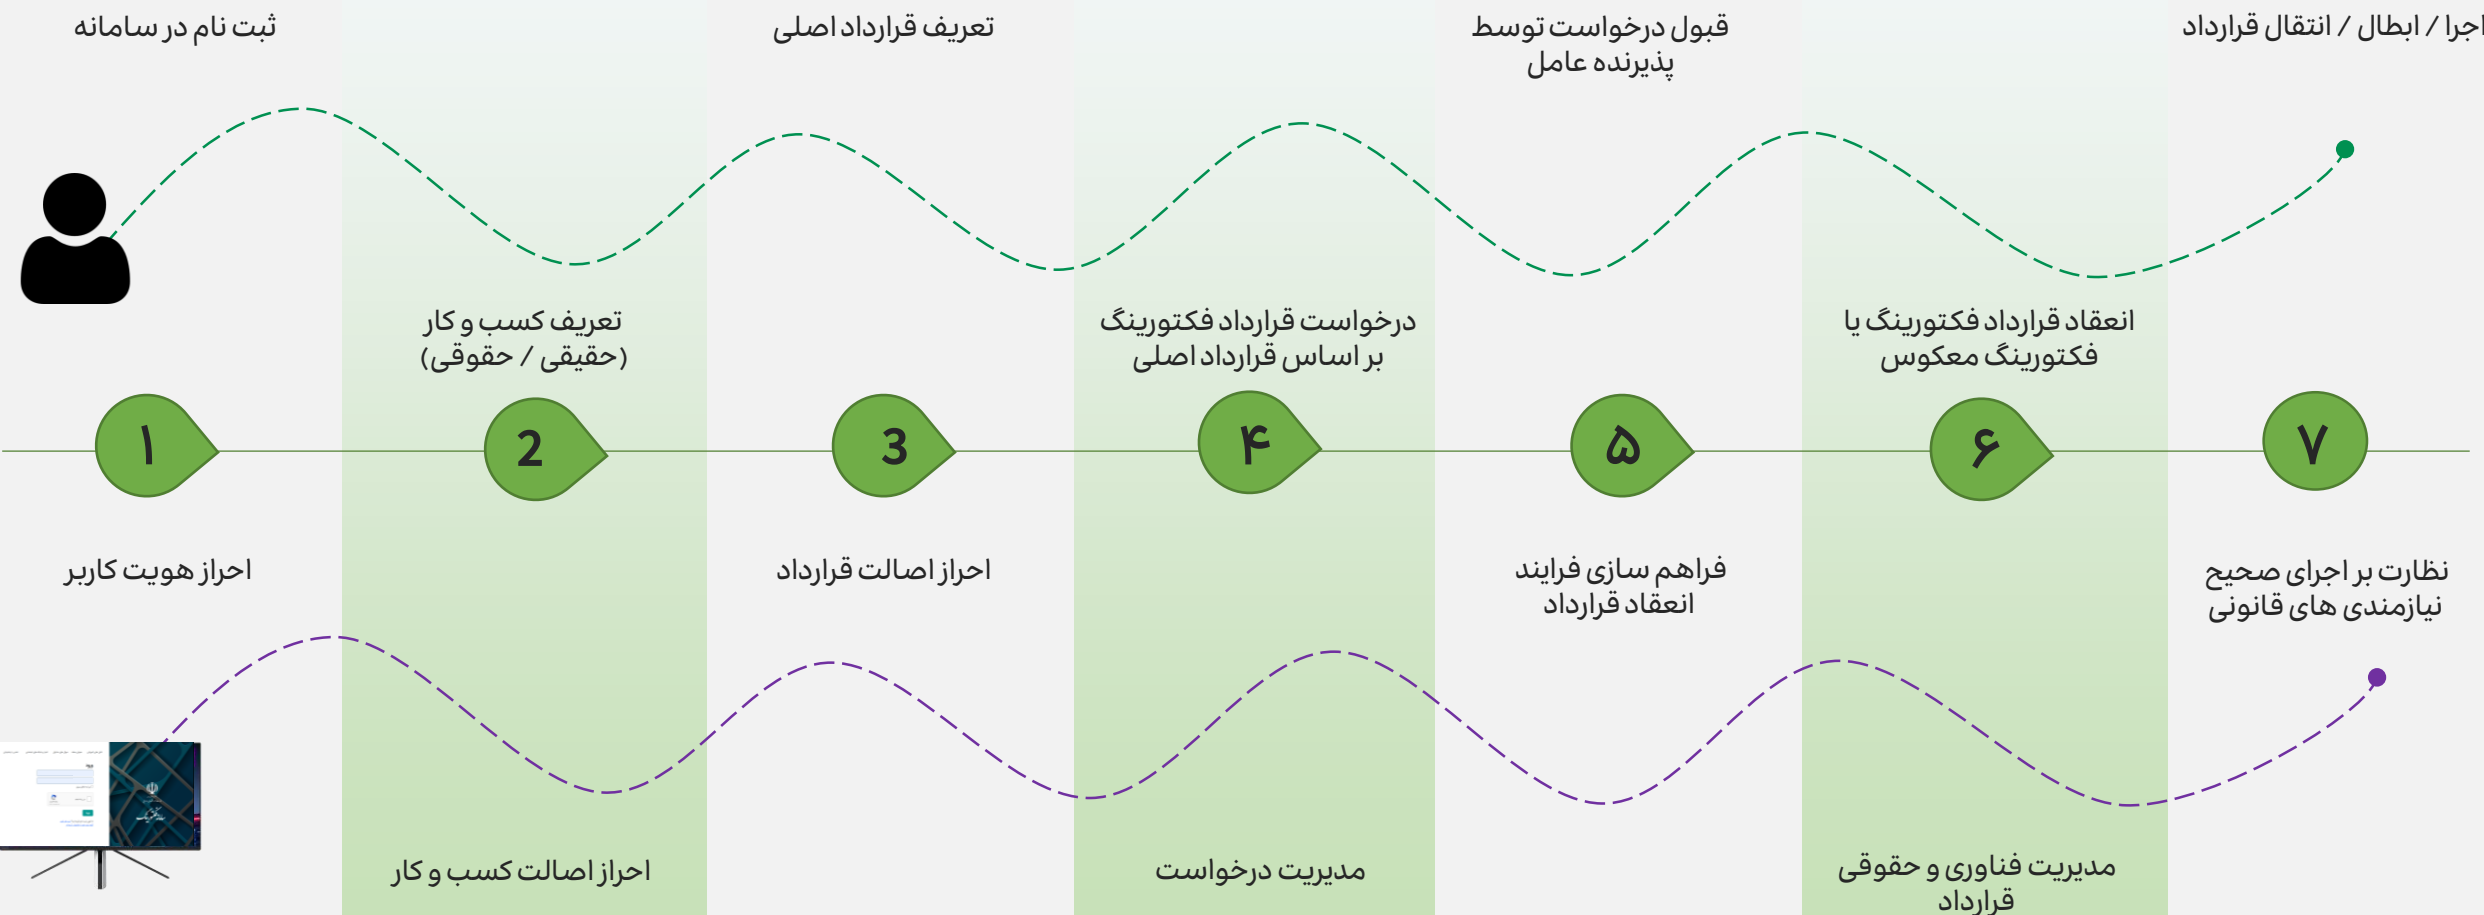 ثبت نام در سامانه
تعریف قرارداد اصلی
قبول درخواست توسط
پذیرنده عامل
اجرا / ابطال / انتقال قرارداد
تعریف کسب و کار
(حقیقی / حقوقی)
درخواست قرارداد فکتورینگ
بر اساس قرارداد اصلی
انعقاد قرارداد فکتورینگ یا
فکتورینگ معکوس
۱
2
3
۴
۵
۶
۷
احراز هویت کاربر
احراز اصالت قرارداد
فراهم سازی فرایند
انعقاد قرارداد
نظارت بر اجرای صحیح
نیازمندی های قانونی
احراز اصالت کسب و کار
مدیریت درخواست
مدیریت فناوری و حقوقی
قرارداد